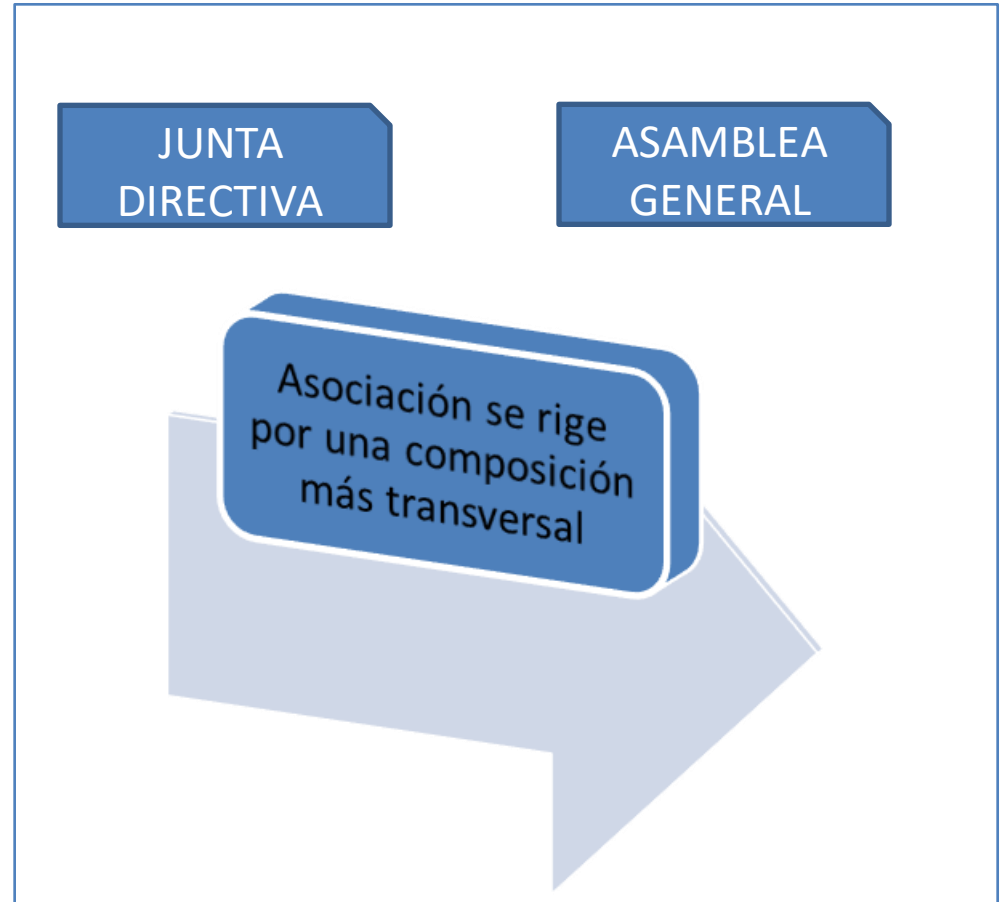 JUNTA
DIRECTIVA
ASAMBLEA
GENERAL
Asociación se rige
por una composición
más transversal